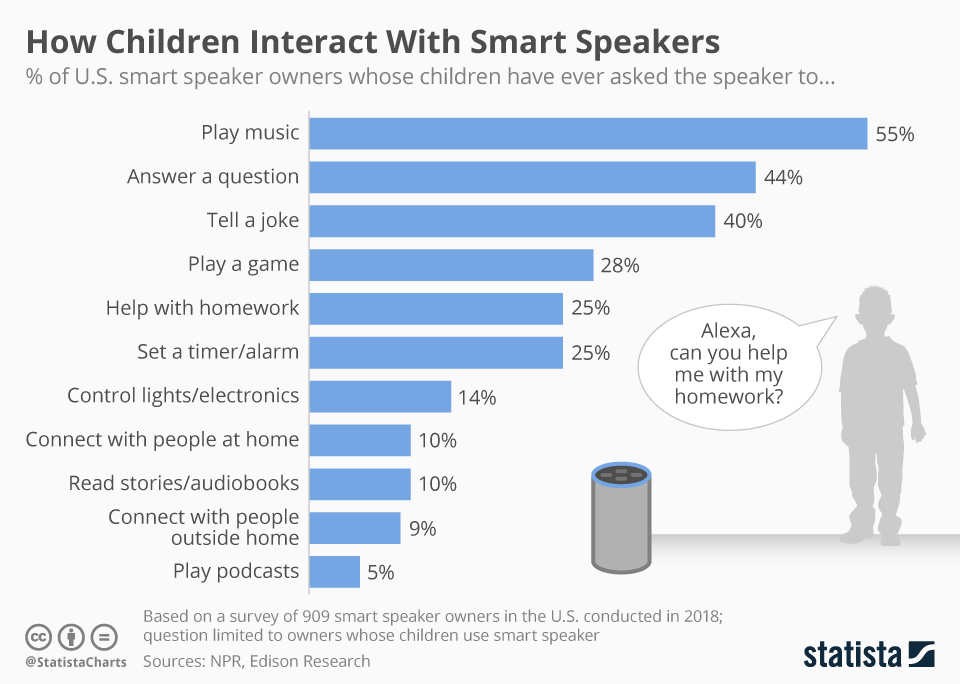 How Children Interact With Smart Speakers
% of U.S. smart speaker owners whose children have ever asked the speaker to...
Play music 55%
Answer a question 44%
Tell a joke 40%
Play a game 28%
Help with homework 25%
Set a timer/alarm 25%
Control lights/electronics 14%
Connect with people at home 10%
Read stories/audiobooks 10%
Connect with people
outside home 9%
Play podcasts 5%
Alexa,
can you help
me with my
homework?
Based on a survey of 909 smart speaker owners in the U.S. conducted in 2018;
question limited to owners whose children use smart speaker
cc
@StatistaCharts Sources: NPR, Edison Research
statista